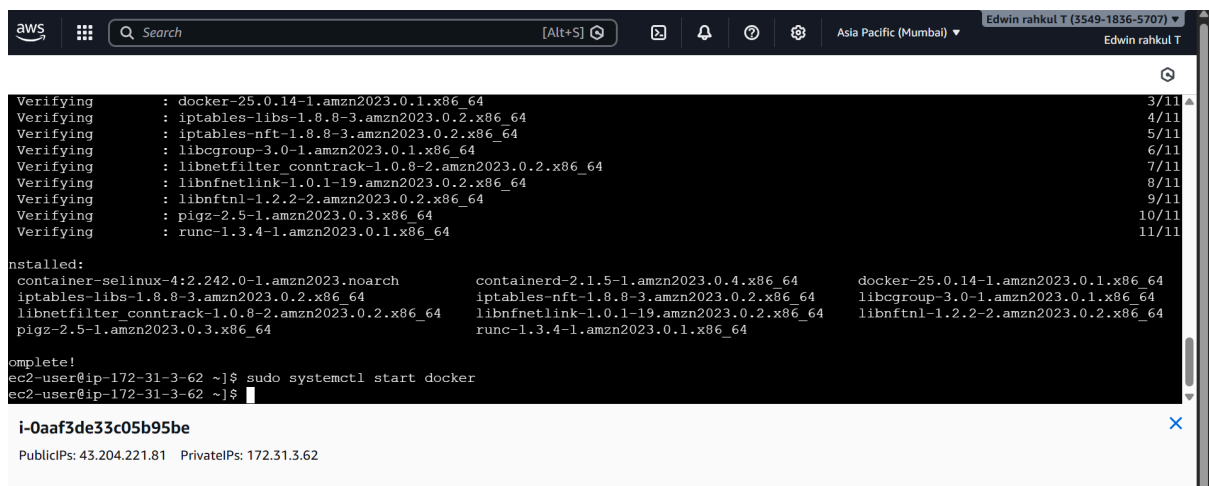 aws
Search [Alt+S] Asia Pacific (Mumbai) ▼ Edwin rahkul T (3549-1836-5707) ▼
Edwin rahkul T
Verifying : docker-25.0.14-1.amzn2023.0.1.x86_64 3/11
Verifying : iptables-libs-1.8.8-3.amzn2023.0.2.x86_64 4/11
Verifying : iptables-nft-1.8.8-3.amzn2023.0.2.x86_64 5/11
Verifying : libcgroup-3.0-1.amzn2023.0.1.x86_64 6/11
Verifying : libnetfilter_conntrack-1.0.8-2.amzn2023.0.2.x86_64 7/11
Verifying : libnfnetlink-1.0.1-19.amzn2023.0.2.x86_64 8/11
Verifying : libnftnl-1.2.2-2.amzn2023.0.2.x86_64 9/11
Verifying : pigz-2.5-1.amzn2023.0.3.x86_64 10/11
Verifying : runc-1.3.4-1.amzn2023.0.1.x86_64 11/11
nstalled:
container-selinux-4:2.242.0-1.amzn2023.noarch containerd-2.1.5-1.amzn2023.0.4.x86_64 docker-25.0.14-1.amzn2023.0.1.x86_64
iptables-libs-1.8.8-3.amzn2023.0.2.x86_64 iptables-nft-1.8.8-3.amzn2023.0.2.x86_64 libcgroup-3.0-1.amzn2023.0.1.x86_64
libnetfilter_conntrack-1.0.8-2.amzn2023.0.2.x86_64 libnfnetlink-1.0.1-19.amzn2023.0.2.x86_64 libnftnl-1.2.2-2.amzn2023.0.2.x86_64
pigz-2.5-1.amzn2023.0.3.x86_64 runc-1.3.4-1.amzn2023.0.1.x86_64
omplete!
ec2-user@ip-172-31-3-62 ~]$ sudo systemctl start docker
ec2-user@ip-172-31-3-62 ~]$
i-0aaf3de33c05b95be
PublicIPs: 43.204.221.81 PrivateIPs: 172.31.3.62